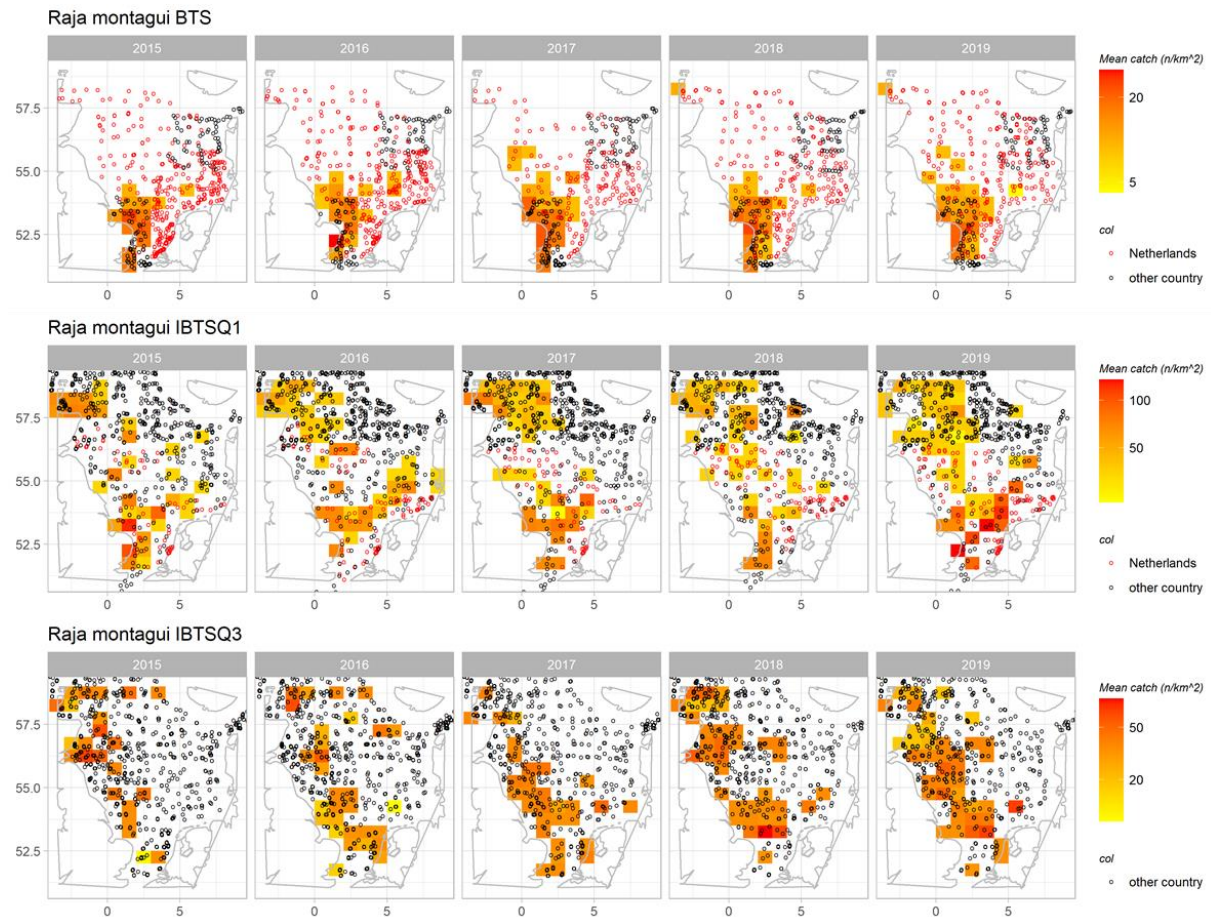 Raja montagui BTS
2015 2016 2017 2018 2019
57.5
55.0
52.5
0 5 0 5 0 5 0 5 0 5
Mean catch (n/km^2)
20
5
col
Netherlands
other country
Raja montagui IBTSQ1
2015 2016 2017 2018 2019
57.5
55.0
52.5
0 5 0 5 0 5 0 5 0 5
Mean catch (n/km^2)
100
50
col
Netherlands
other country
Raja montagui IBTSQ3
2015 2016 2017 2018 2019
57.5
55.0
52.5
0 5 0 5 0 5 0 5 0 5
Mean catch (n/km^2)
50
20
col
other country